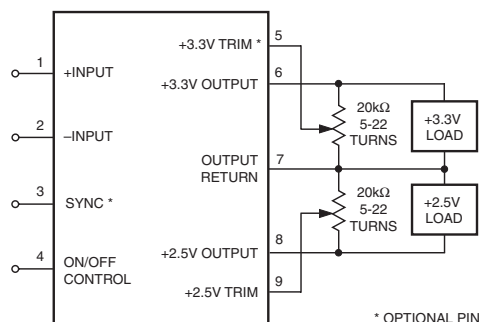 1
+INPUT
2
–INPUT
3
SYNC *
4
ON/OFF
CONTROL
+3.3V TRIM *
5
+3.3V OUTPUT
6
OUTPUT
RETURN
7
+2.5V OUTPUT
8
+2.5V TRIM
9
20kΩ
5-22
TURNS
20kΩ
5-22
TURNS
+3.3V
LOAD
+2.5V
LOAD
* OPTIONAL PIN